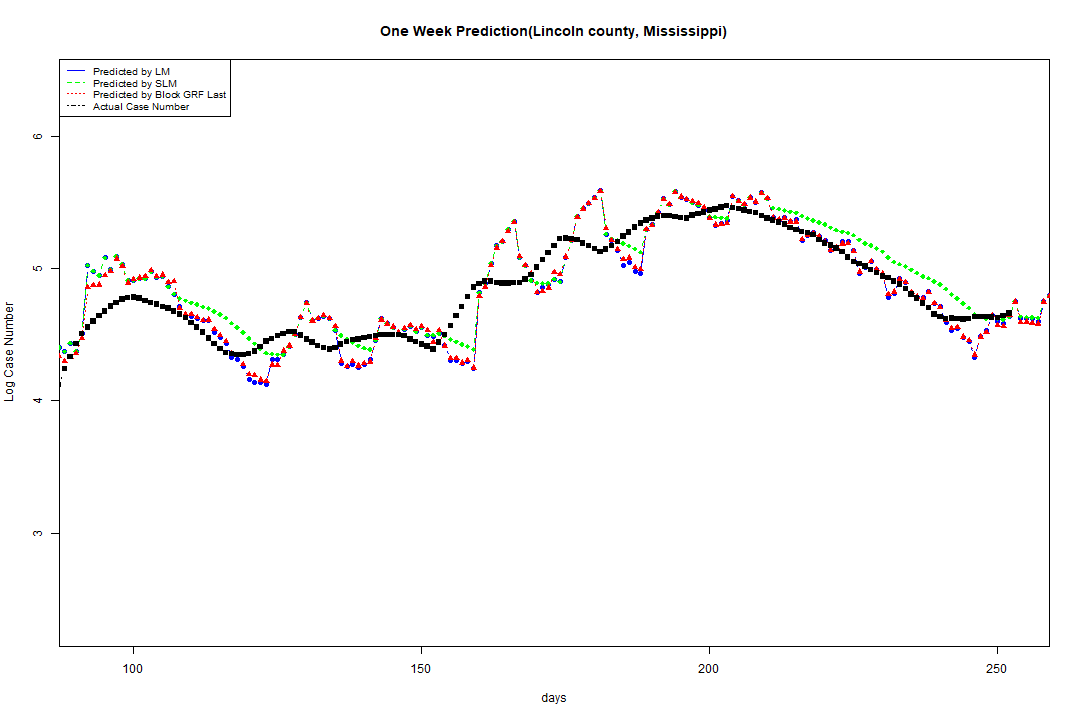 One Week Prediction(Lincoln county, Mississippi)
Predicted by LM
Predicted by SLM
Predicted by Block GRF Last
Actual Case Number
6
5
4
3
Log Case Number
100
150
200
250
days